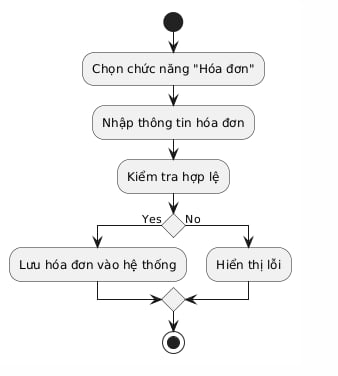 Chọn chức năng "Hóa đơn"
Nhập thông tin hóa đơn
Kiểm tra hợp lệ
Yes
No
Lưu hóa đơn vào hệ thống
Hiển thị lỗi